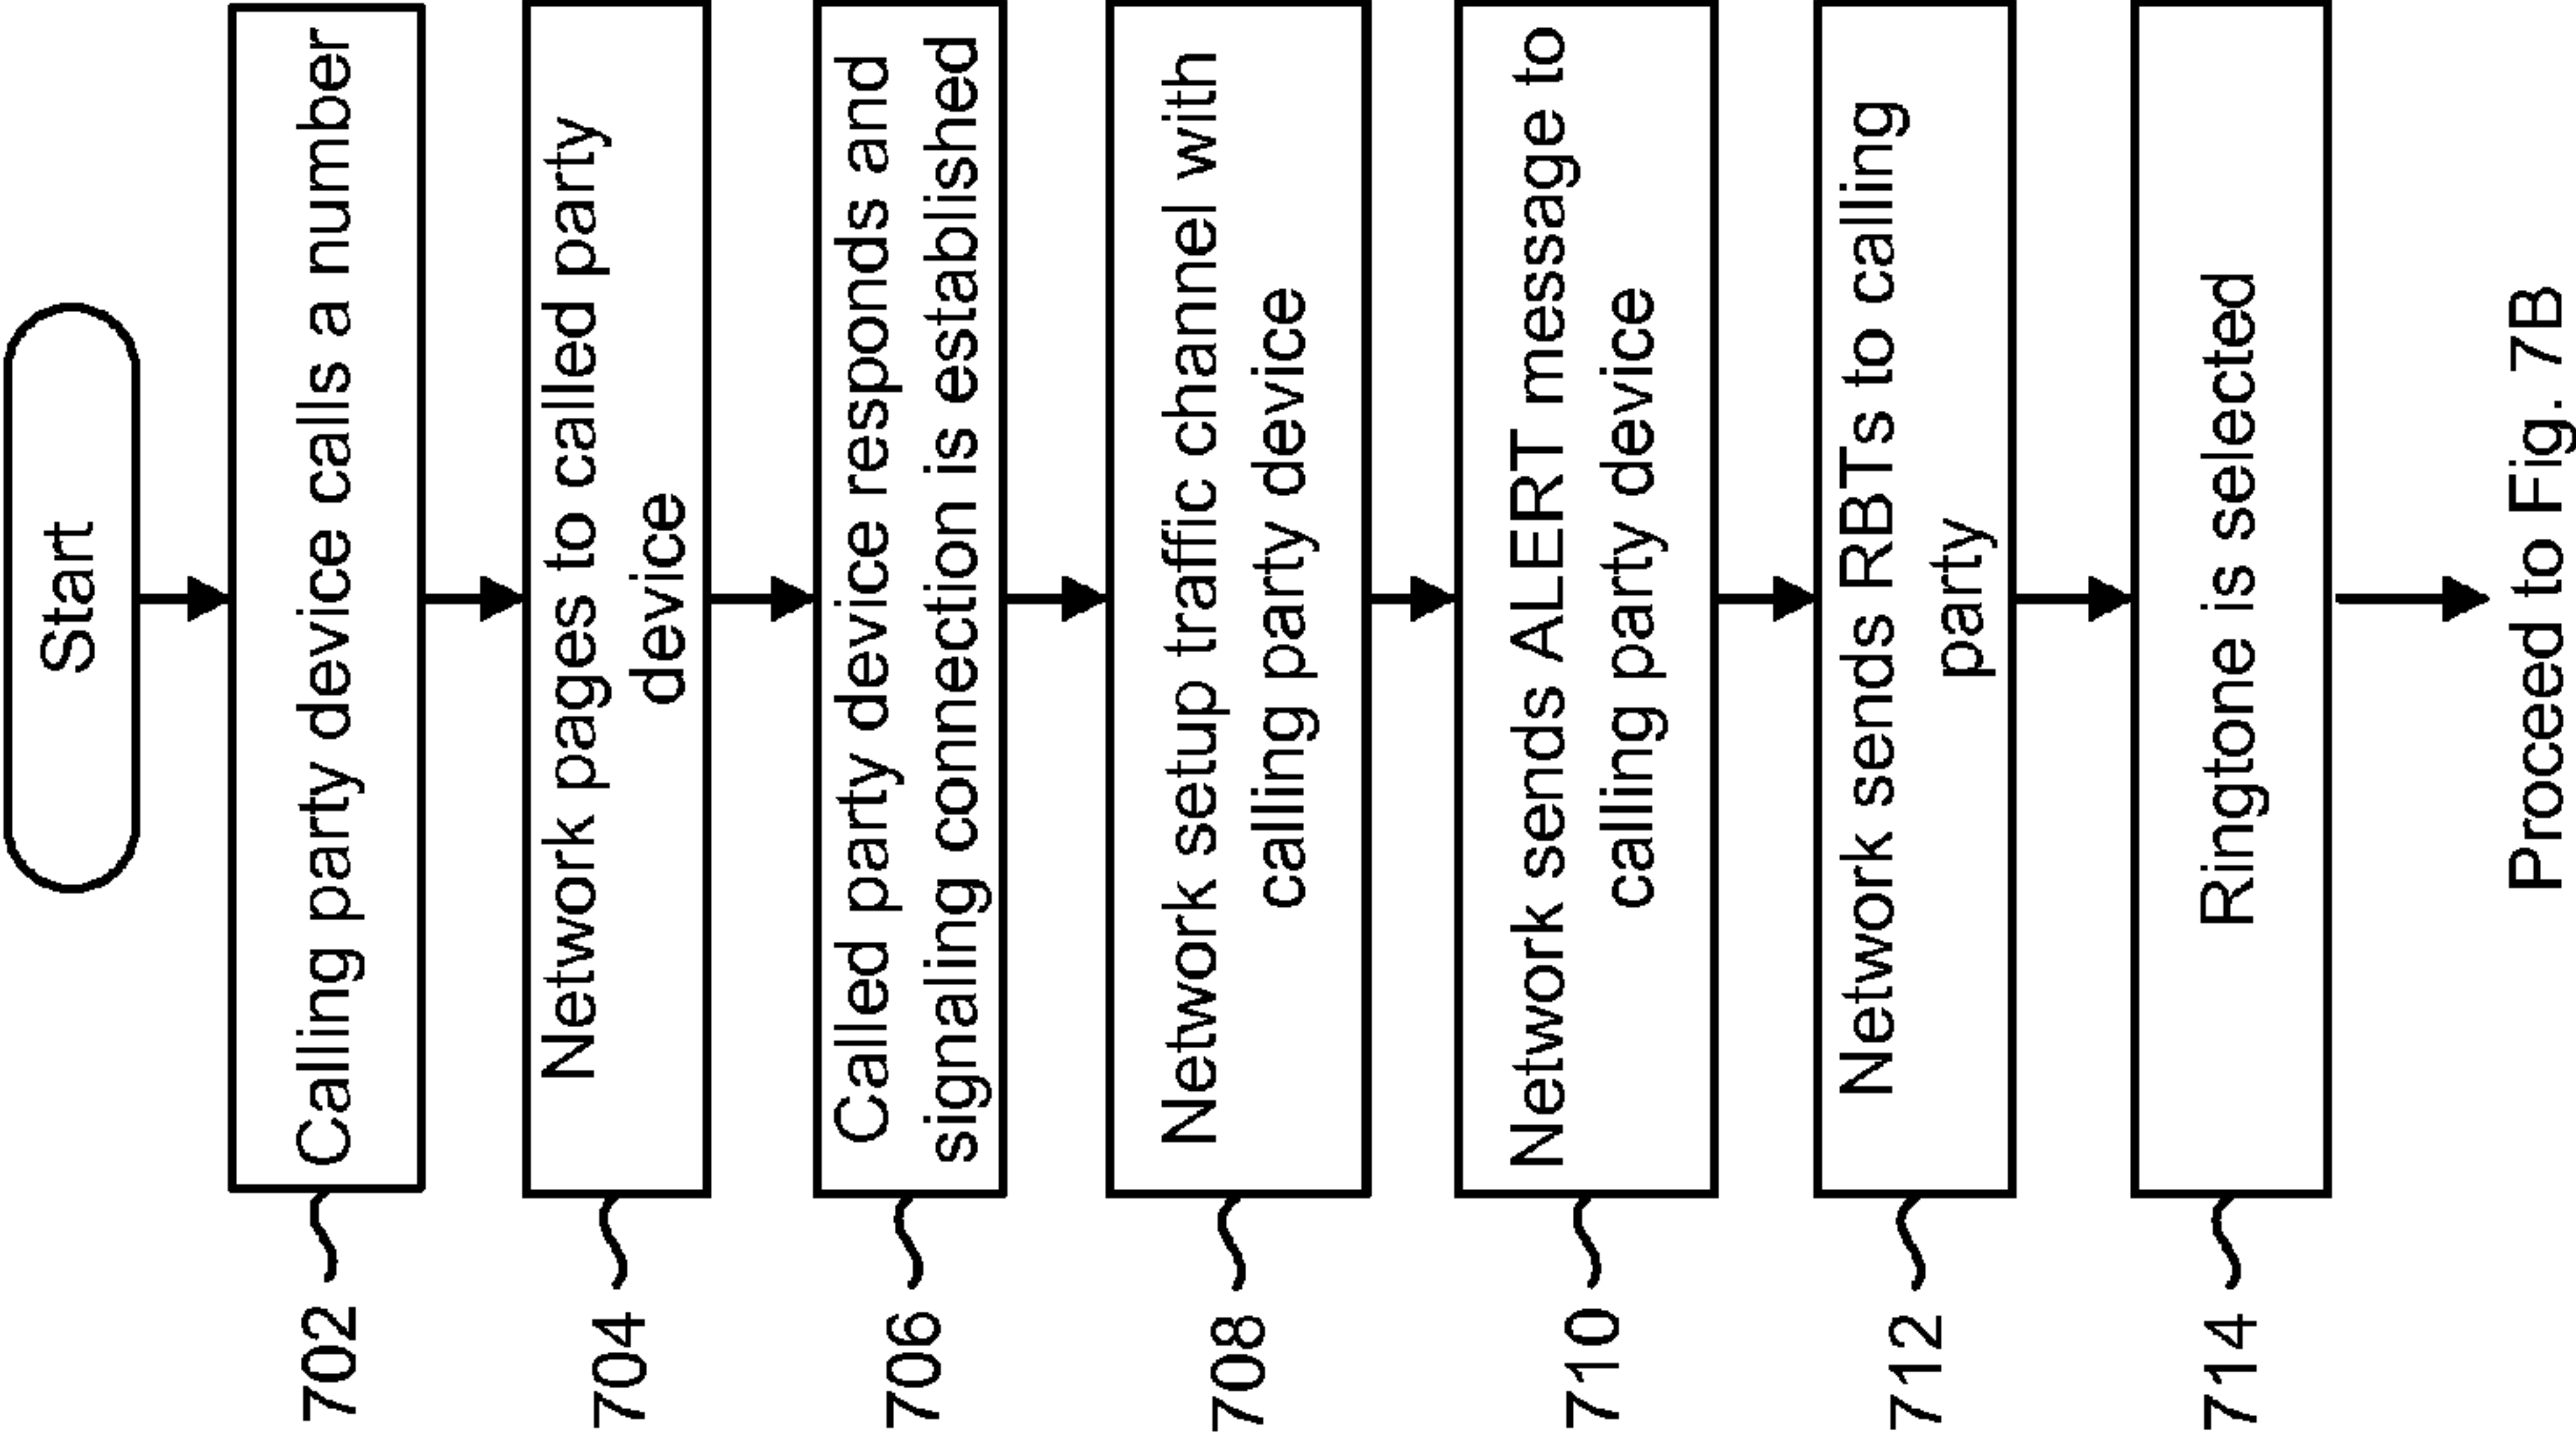 Start
702
Calling party device calls a number
704
Network pages to called party
device
706
Called party device responds and
signaling connection is established
708
Network setup traffic channel with
calling party device
710
Network sends ALERT message to
calling party device
712
Network sends RBTs to calling
party
714
Ringtone is selected
Proceed to Fig. 7B